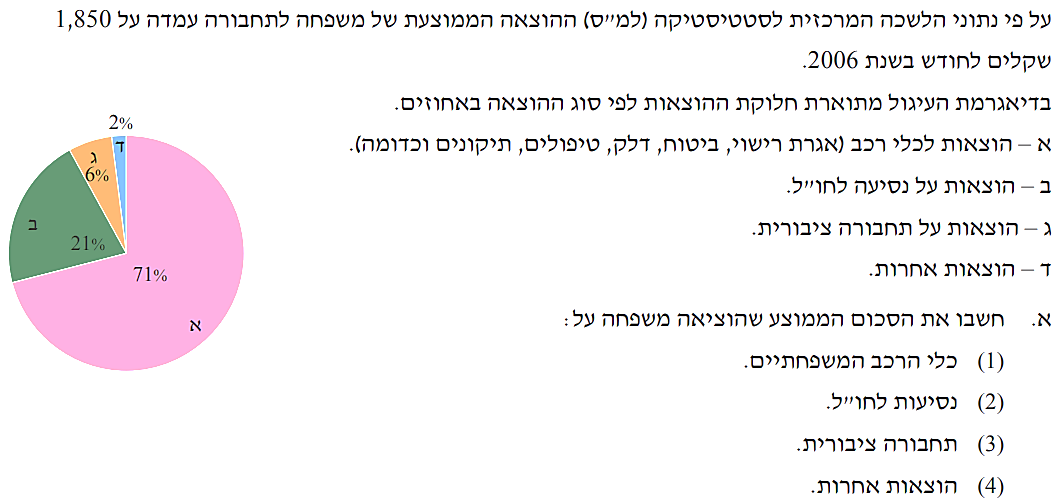 על פי נתוני הלשכה המרכזית לסטטיסטיקה (למ״ס) ההוצאה הממוצעת של משפחה לתחבורה עמדה על 1,850
שקלים לחודש בשנת 2006.
בדיאגרמת העיגול מתוארת חלוקת ההוצאות לפי סוג ההוצאה באחוזים.
א – הוצאות לכלי רכב (אגרת רישוי, ביטוח, דלק, טיפולים, תיקונים וכדומה).
ב – הוצאות על נסיעה לחו״ל.
ג – הוצאות על תחבורה ציבורית.
ד – הוצאות אחרות.
2%
ד
ג
6%
ב
21%
71%
א
א. חשבו את הסכום הממוצע שהוציאה משפחה על:
(1) כלי הרכב המשפחתיים.
(2) נסיעות לחו״ל.
(3) תחבורה ציבורית.
(4) הוצאות אחרות.